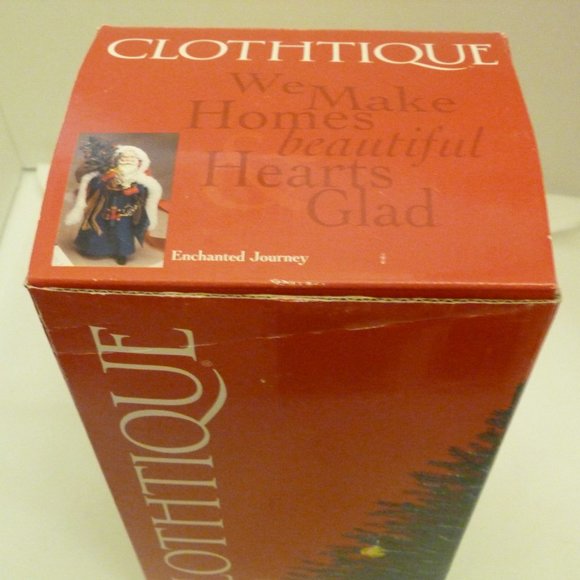 CLOTHTIQUE
We Make
Homes
beautiful
Hearts
&
Glad
Enchanted Journey
CLOTHTIQUE®